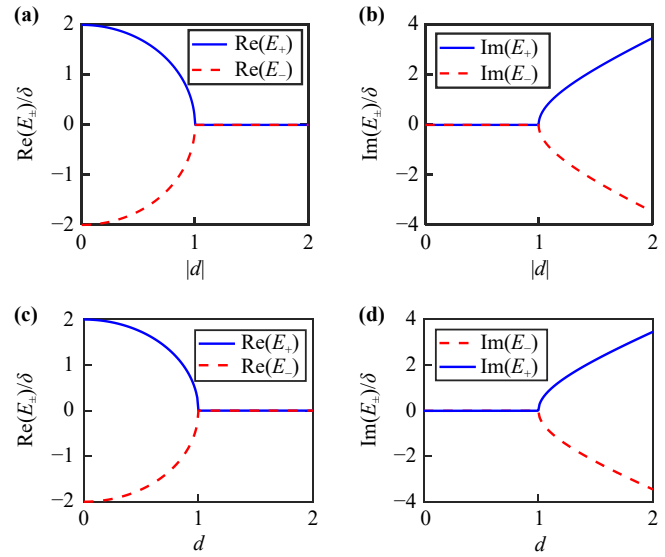 (a)
2
1
0
−1
−2
Re(E±)/δ
Re(E+)
Re(E−)
0
1
2
|d|
(b)
4
2
0
−2
−4
Im(E±)/δ
Im(E+)
Im(E−)
0
1
2
|d|
(c)
2
1
0
−1
−2
Re(E±)/δ
Re(E+)
Re(E−)
0
1
2
d
(d)
4
2
0
−2
−4
Im(E±)/δ
Im(E−)
Im(E+)
0
1
2
d